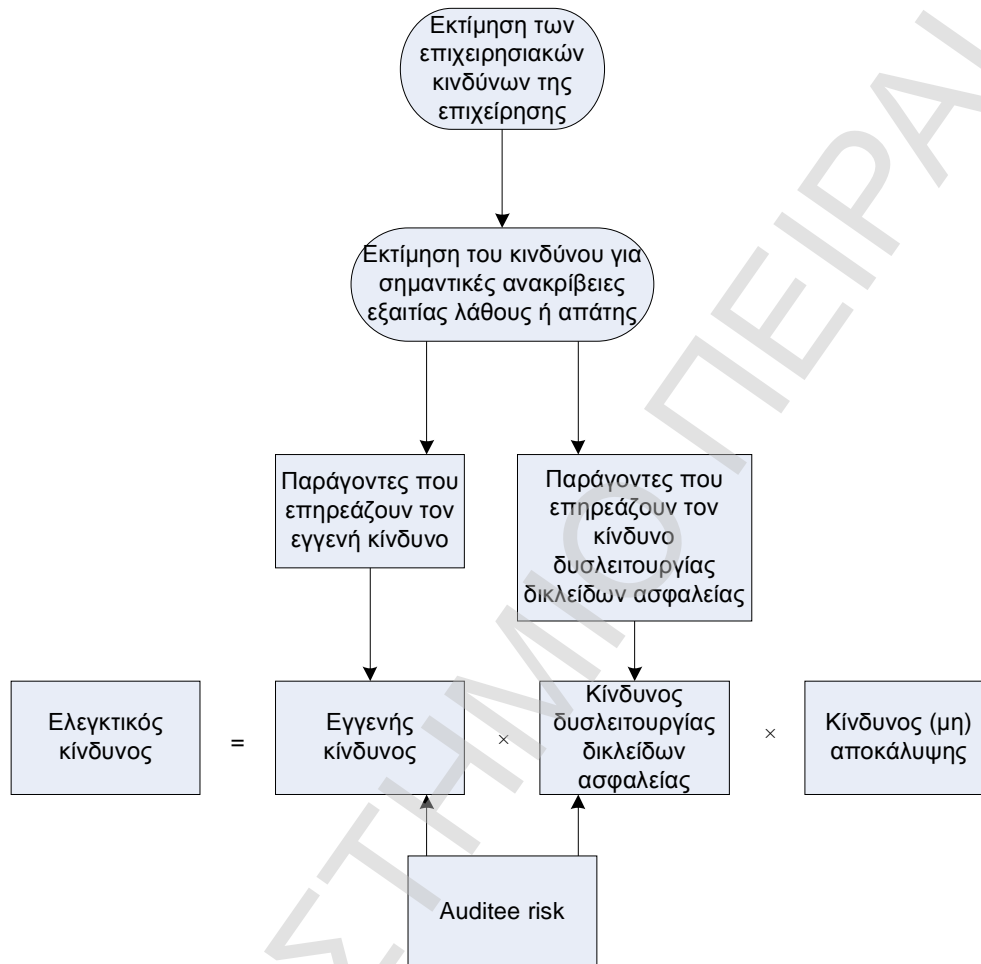 Εκτίμηση των
επιχειρησιακών
κινδύνων της
επιχείρησης
Εκτίμηση του κινδύνου για
σημαντικές ανακρίβειες
εξαιτίας λάθους ή απάτης
Παράγοντες που
επηρεάζουν τον
εγγενή κίνδυνο
Παράγοντες που
επηρεάζουν τον
κίνδυνο
δυσλειτουργίας
δικλείδων ασφαλείας
Ελεγκτικός
κίνδυνος
=
Εγγενής
κίνδυνος
×
Κίνδυνος
δυσλειτουργίας
δικλείδων
ασφαλείας
×
Κίνδυνος (μη)
αποκάλυψης
Auditee risk
ΣΤΗΜΙΟ ΠΕΙΡΑΙ